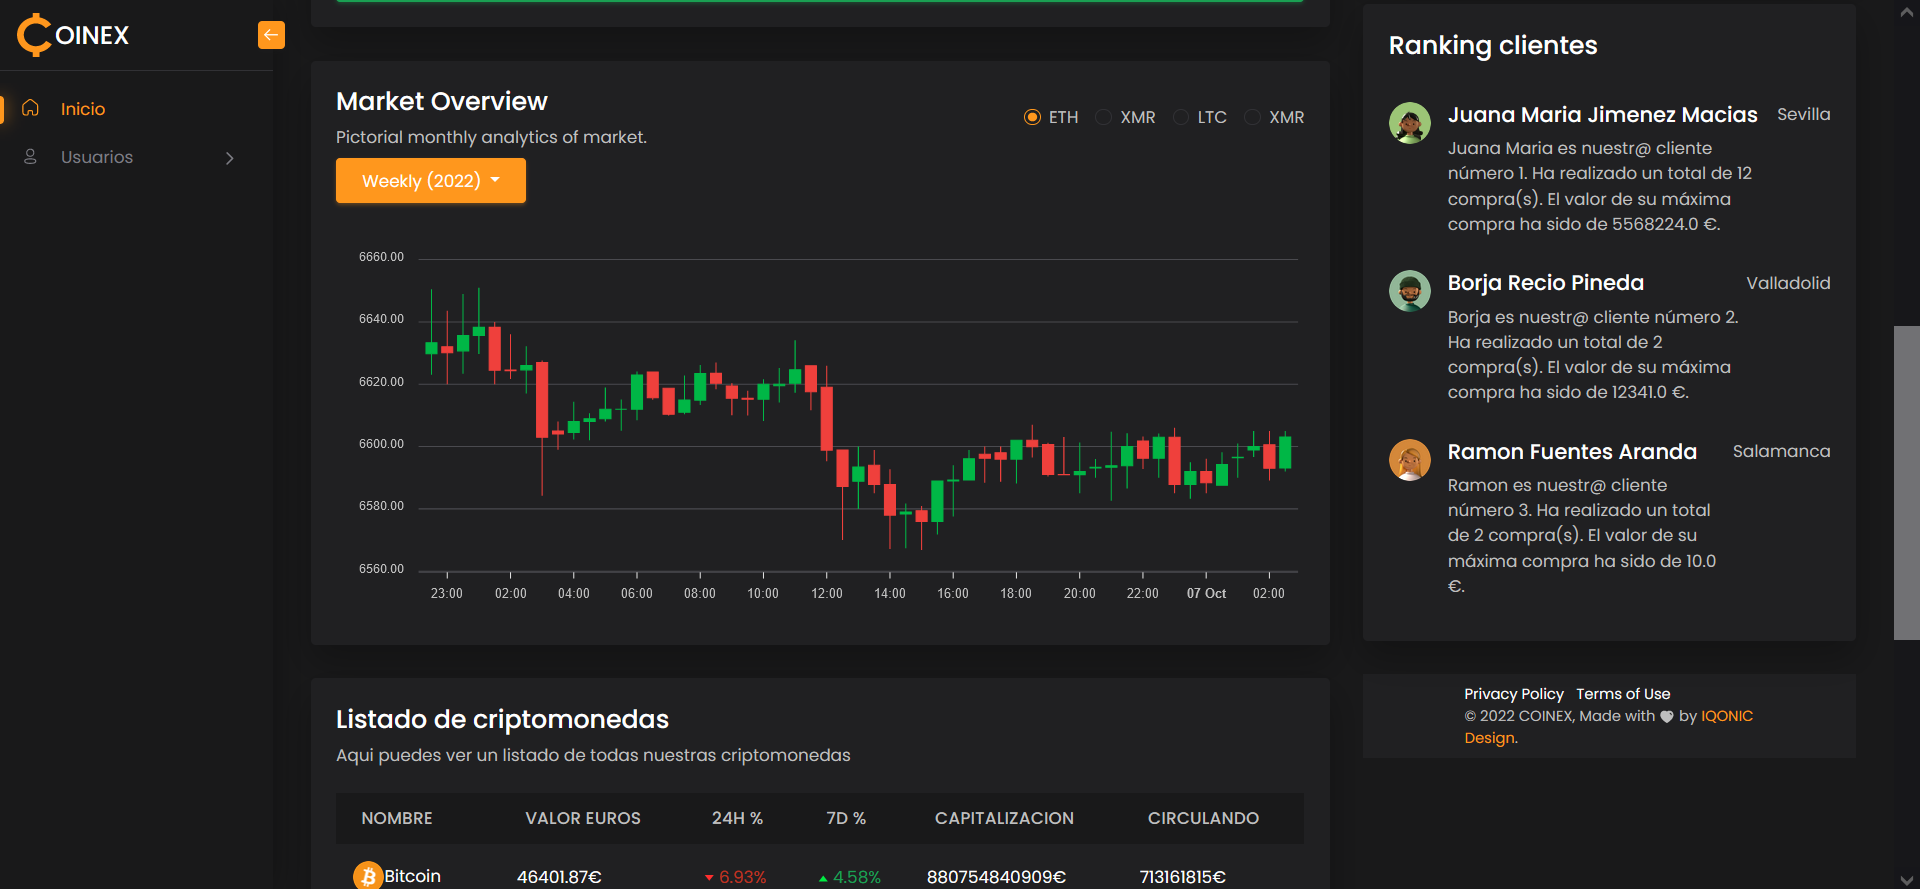 OINEX
Inicio
Usuarios
Market Overview
Pictorial monthly analytics of market.
ETH XMR LTC XMR
Weekly (2022)
6660.00
6640.00
6620.00
6600.00
6580.00
6560.00
23:00 02:00 04:00 06:00 08:00 10:00 12:00 14:00 16:00 18:00 20:00 22:00 07 Oct 02:00
Listado de criptomonedas
Aqui puedes ver un listado de todas nuestras criptomonedas
NOMBRE VALOR EUROS 24H % 7D % CAPITALIZACION CIRCULANDO
Bitcoin 46401.87€ 6.93% 4.58% 880754840909€ 713161815€
Ranking clientes
Juana Maria Jimenez Macias Sevilla
Juana Maria es nuestr@ cliente
número 1. Ha realizado un total de 12
compra(s). El valor de su máxima
compra ha sido de 5568224.0 €.
Borja Recio Pineda Valladolid
Borja es nuestr@ cliente número 2.
Ha realizado un total de 2
compra(s). El valor de su máxima
compra ha sido de 12341.0 €.
Ramon Fuentes Aranda Salamanca
Ramon es nuestr@ cliente
número 3. Ha realizado un total
de 2 compra(s). El valor de su
máxima compra ha sido de 10.0
€.
Privacy Policy Terms of Use
© 2022 COINEX, Made with by IQONIC
Design.